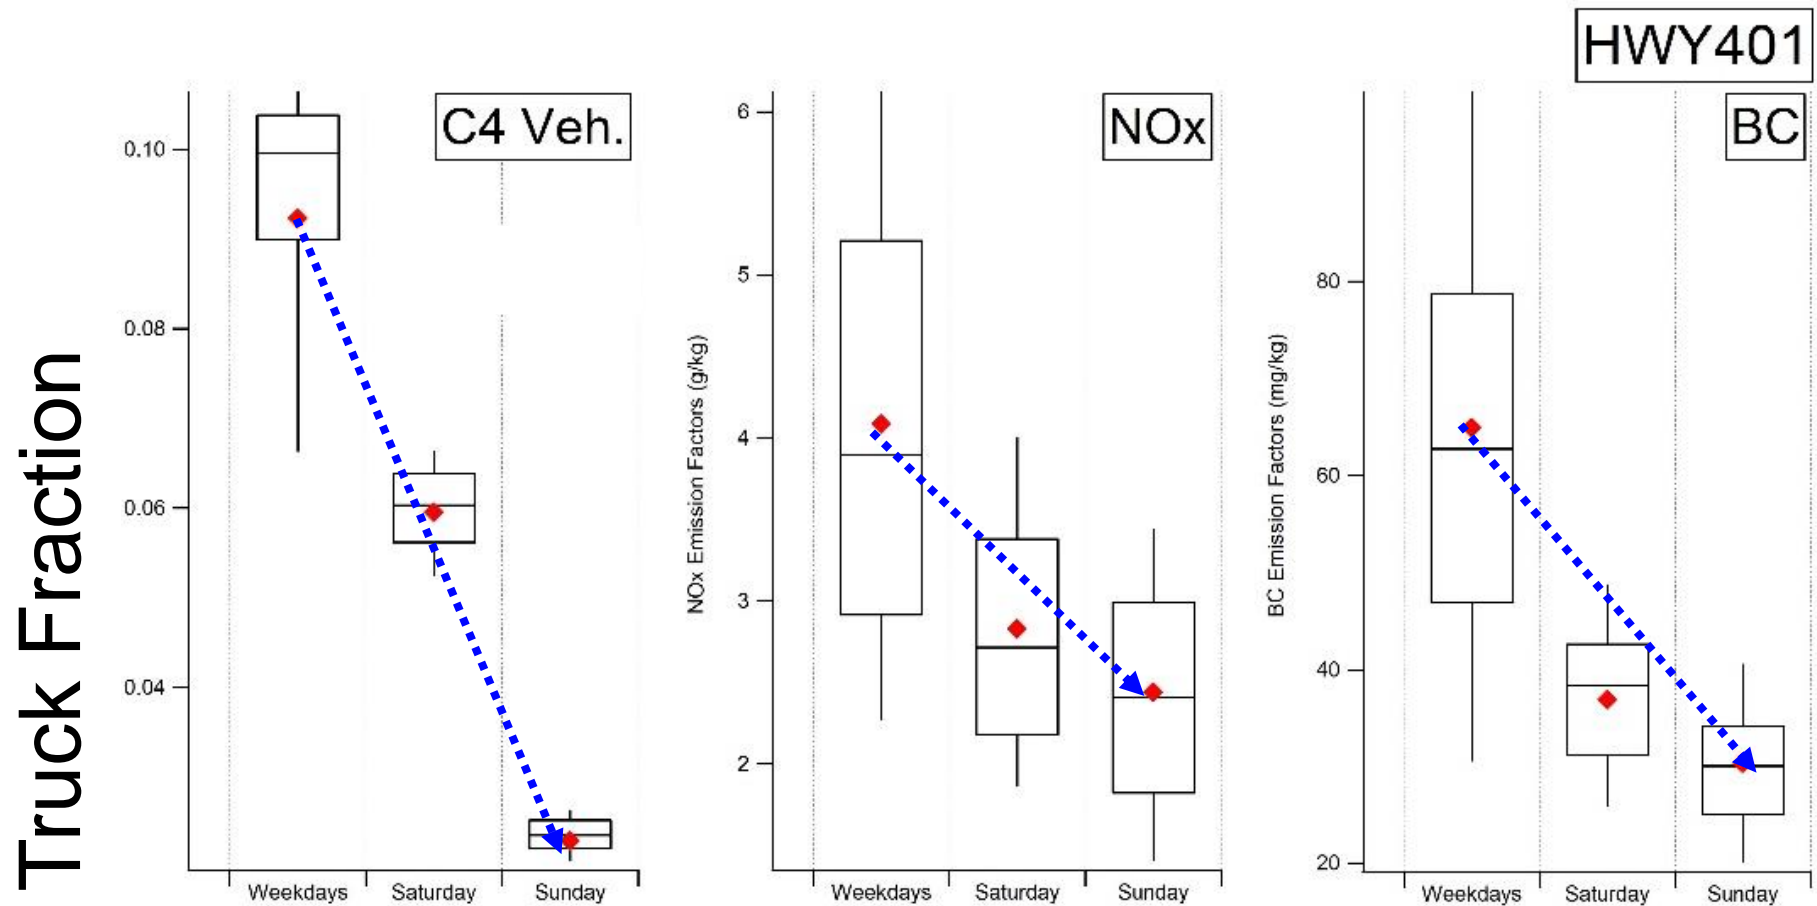 HWY401
Truck Fraction
C4 Veh.
0.10
0.08
0.06
0.04
Weekdays Saturday Sunday
NOx
NOx Emission Factors (g/kg)
6
5
4
3
2
Weekdays Saturday Sunday
BC
BC Emission Factors (mg/kg)
80
60
40
20
Weekdays Saturday Sunday